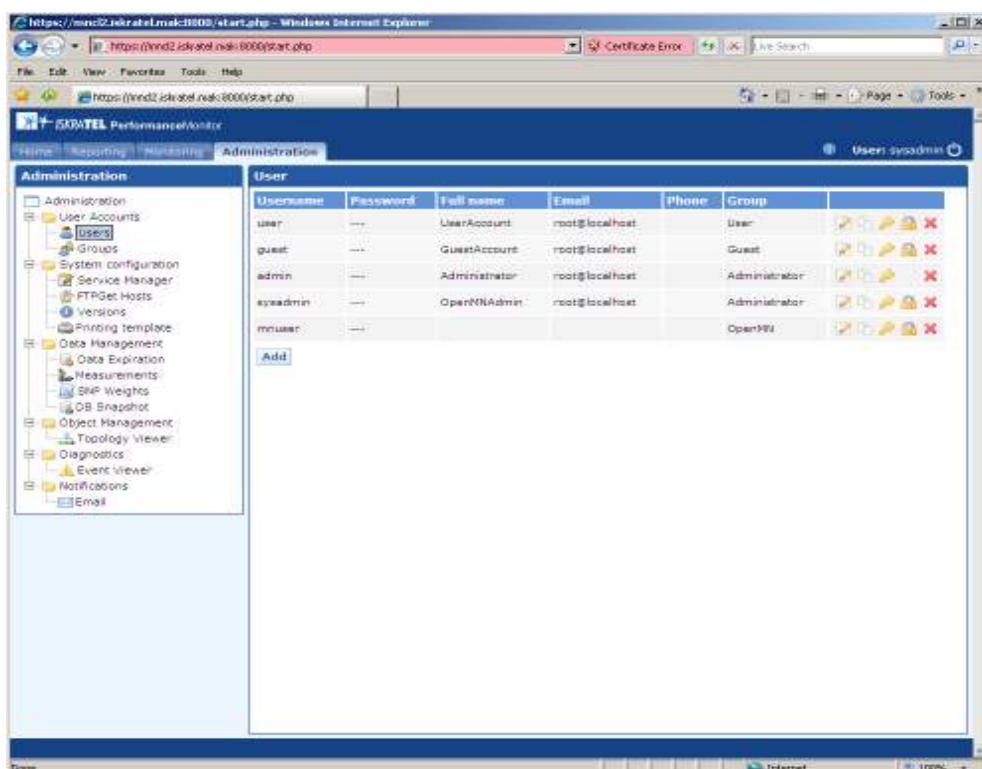 https://mncl2.iskratel.mak:8000/start.php - Windows Internet Explorer
Certificate Error
Live Search
File Edit View Favorites Tools Help
Page Tools
ISKRATEL PerformanceMonitor
Home Reporting Monitoring Administration
User: sysadmin
Administration
Administration
User Accounts
Users
Groups
System configuration
Service Manager
FTPGet Hosts
Versions
Printing template
Data Management
Data Expiration
Measurements
SNP Weights
DB Snapshot
Object Management
Topology Viewer
Diagnostics
Event Viewer
Notifications
Email
User
Username Password Full name Email Phone Group
user ---- UserAccount root@localhost User
guest ---- GuestAccount root@localhost Guest
admin ---- Administrator root@localhost Administrator
sysadmin ---- OpenMNAdmin root@localhost Administrator
mnuser ---- OpenMN
Add
Done
Internet
100%